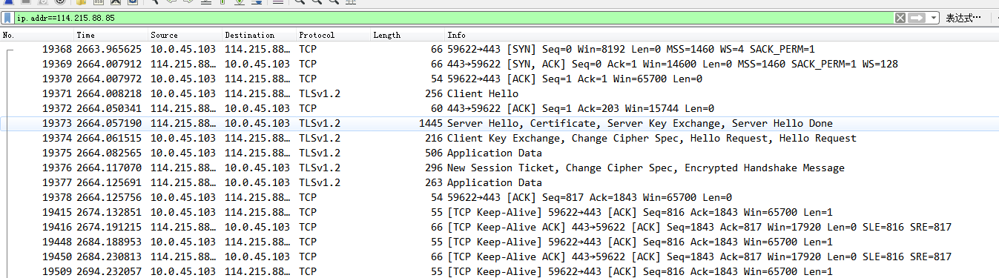 ip.addr==114.215.88.85 表达式…
No. Time Source Destination Protocol Length Info
19368 2663.965625 10.0.45.103 114.215.88… TCP 66 59622→443 [SYN] Seq=0 Win=8192 Len=0 MSS=1460 WS=4 SACK_PERM=1
19369 2664.007912 114.215.88… 10.0.45.103 TCP 66 443→59622 [SYN, ACK] Seq=0 Ack=1 Win=14600 Len=0 MSS=1460 SACK_PERM=1 WS=128
19370 2664.007972 10.0.45.103 114.215.88… TCP 54 59622→443 [ACK] Seq=1 Ack=1 Win=65700 Len=0
19371 2664.008218 10.0.45.103 114.215.88… TLSv1.2 256 Client Hello
19372 2664.050341 114.215.88… 10.0.45.103 TCP 60 443→59622 [ACK] Seq=1 Ack=203 Win=15744 Len=0
19373 2664.057190 114.215.88… 10.0.45.103 TLSv1.2 1445 Server Hello, Certificate, Server Key Exchange, Server Hello Done
19374 2664.061515 10.0.45.103 114.215.88… TLSv1.2 216 Client Key Exchange, Change Cipher Spec, Hello Request, Hello Request
19375 2664.082565 10.0.45.103 114.215.88… TLSv1.2 506 Application Data
19376 2664.117070 114.215.88… 10.0.45.103 TLSv1.2 296 New Session Ticket, Change Cipher Spec, Encrypted Handshake Message
19377 2664.125691 114.215.88… 10.0.45.103 TLSv1.2 263 Application Data
19378 2664.125756 10.0.45.103 114.215.88… TCP 54 59622→443 [ACK] Seq=817 Ack=1843 Win=65700 Len=0
19415 2674.132851 10.0.45.103 114.215.88… TCP 55 [TCP Keep-Alive] 59622→443 [ACK] Seq=816 Ack=1843 Win=65700 Len=1
19416 2674.191215 114.215.88… 10.0.45.103 TCP 66 [TCP Keep-Alive ACK] 443→59622 [ACK] Seq=1843 Ack=817 Win=17920 Len=0 SLE=816 SRE=817
19448 2684.188953 10.0.45.103 114.215.88… TCP 55 [TCP Keep-Alive] 59622→443 [ACK] Seq=816 Ack=1843 Win=65700 Len=1
19450 2684.230813 114.215.88… 10.0.45.103 TCP 66 [TCP Keep-Alive ACK] 443→59622 [ACK] Seq=1843 Ack=817 Win=17920 Len=0 SLE=816 SRE=817
19509 2694.232057 10.0.45.103 114.215.88… TCP 55 [TCP Keep-Alive] 59622→443 [ACK] Seq=816 Ack=1843 Win=65700 Len=1